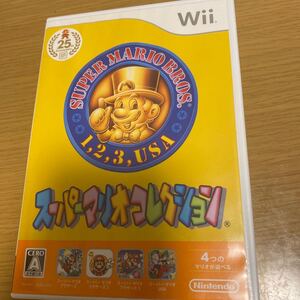 Wii
25
SUPER MARIO BROS.
1, 2, 3, USA
スーパーマリオコレクション
®
CERO
A
4つの
マリオが遊べる
Nintendo